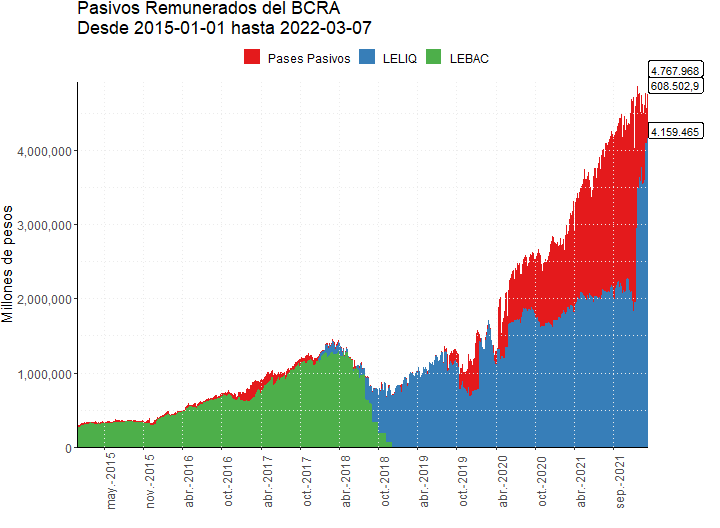 Pasivos Remunerados del BCRA
Desde 2015-01-01 hasta 2022-03-07
Pases Pasivo LELIQ LEBAC
4.767.968
608.502,9
4.159.465
Millones de pesos
4,000,000
3,000,000
2,000,000
1,000,000
0
may.-2015
nov.-2015
abr.-2016
oct.-2016
abr.-2017
oct.-2017
abr.-2018
oct.-2018
abr.-2019
oct.-2019
abr.-2020
oct.-2020
abr.-2021
sep.-2021